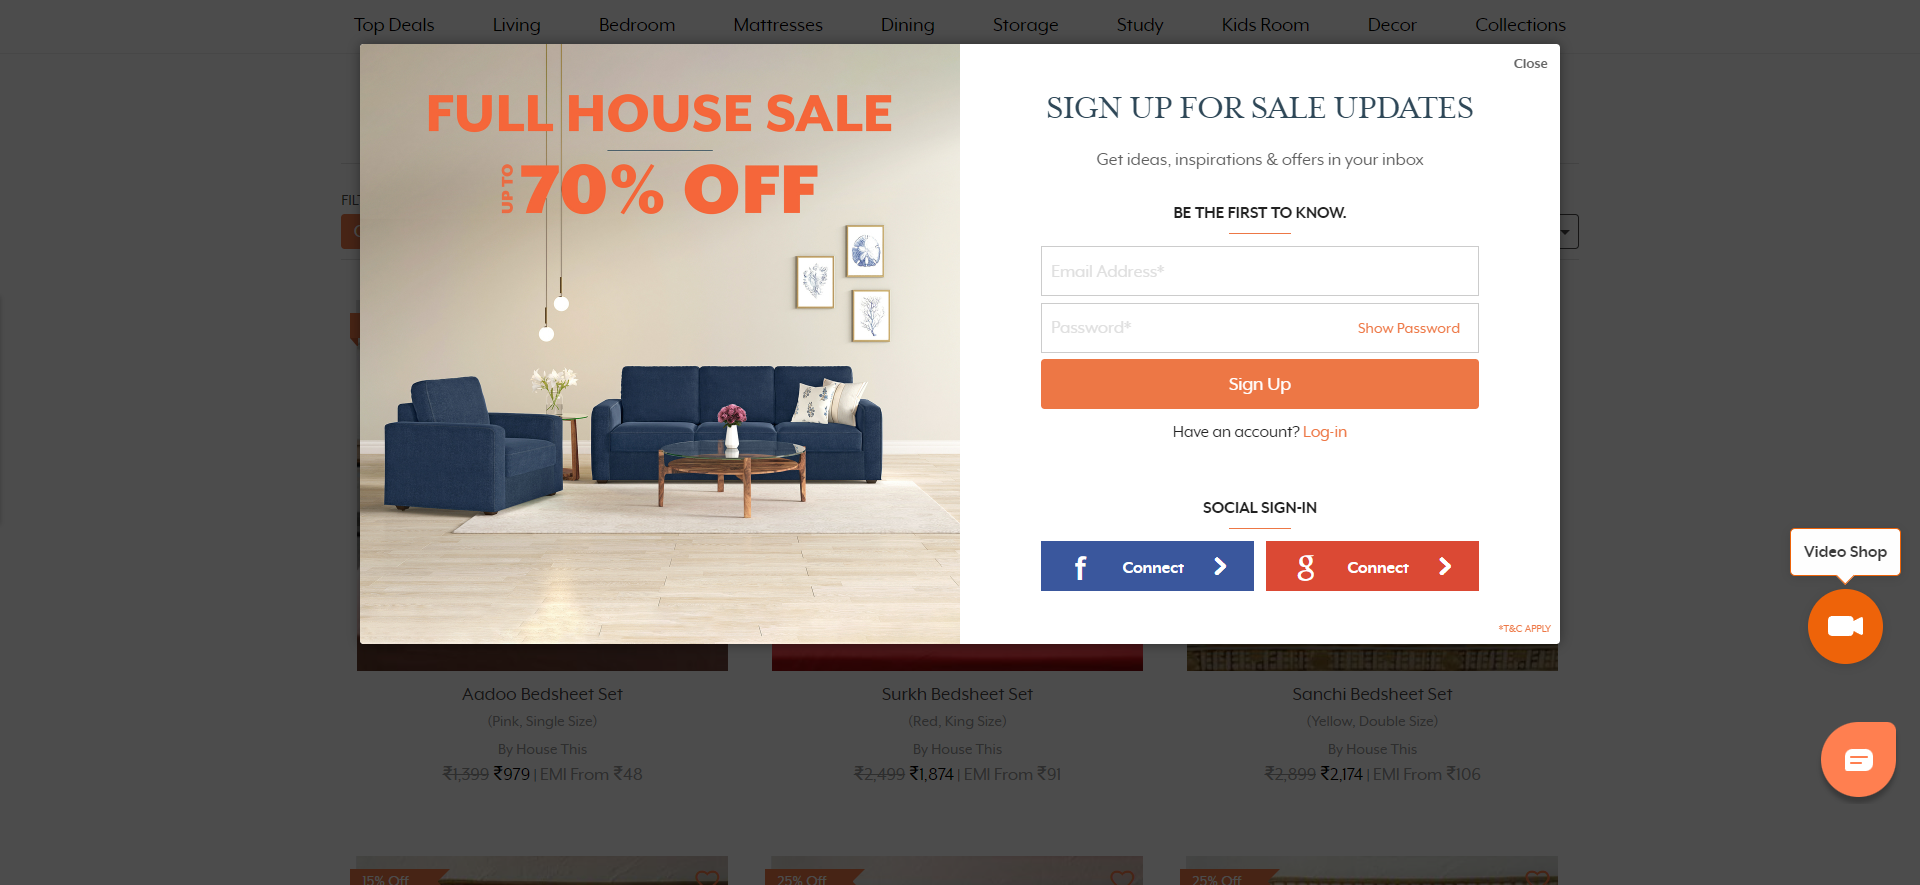 Top Deals Living Bedroom Mattresses Dining Storage Study Kids Room Decor Collections
Close
FULL HOUSE SALE
UP TO 70% OFF
SIGN UP FOR SALE UPDATES
Get ideas, inspirations & offers in your inbox
BE THE FIRST TO KNOW.
Email Address*
Password*
Show Password
Sign Up
Have an account? Log-in
SOCIAL SIGN-IN
f Connect
g Connect
*T&C APPLY
Video Shop
Aadoo Bedsheet Set
(Pink, Single Size)
By House This
₹1,399 ₹979 | EMI From ₹48
Surkh Bedsheet Set
(Red, King Size)
By House This
₹2,499 ₹1,874 | EMI From ₹91
Sanchi Bedsheet Set
(Yellow, Double Size)
By House This
₹2,899 ₹2,174 | EMI From ₹106
15% Off
25% Off
25% Off